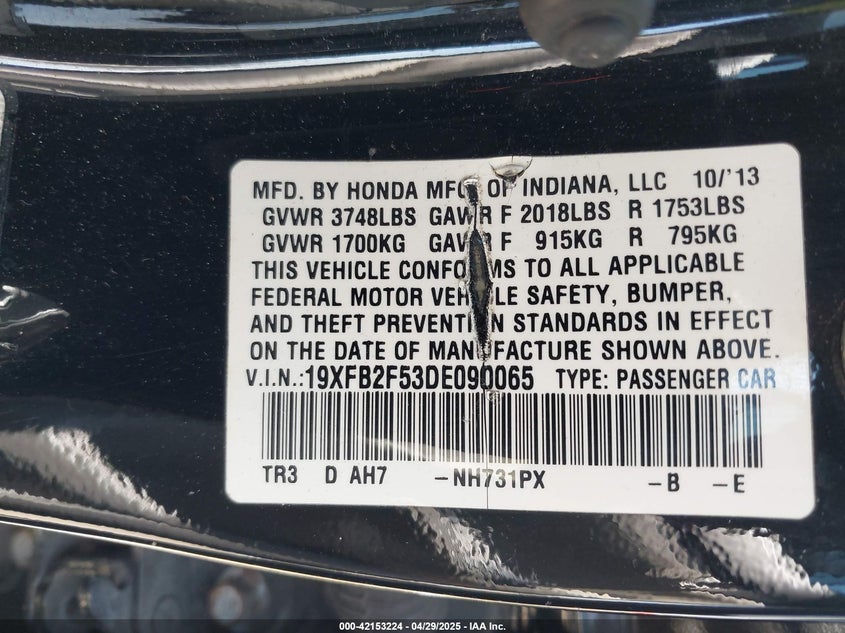 MFD. BY HONDA MFG OF INDIANA, LLC 10/'13
GVWR 3748LBS GAWR F 2018LBS R 1753LBS
GVWR 1700KG GAWR F 915KG R 795KG
THIS VEHICLE CONFORMS TO ALL APPLICABLE
FEDERAL MOTOR VEHICLE SAFETY, BUMPER,
AND THEFT PREVENTION STANDARDS IN EFFECT
ON THE DATE OF MANUFACTURE SHOWN ABOVE.
V.I.N.:19XFB2F53DE090065 TYPE: PASSENGER CAR
TR3 D AH7 -NH731PX -B -E
000-42153224 - 04/29/2025 - IAA Inc.